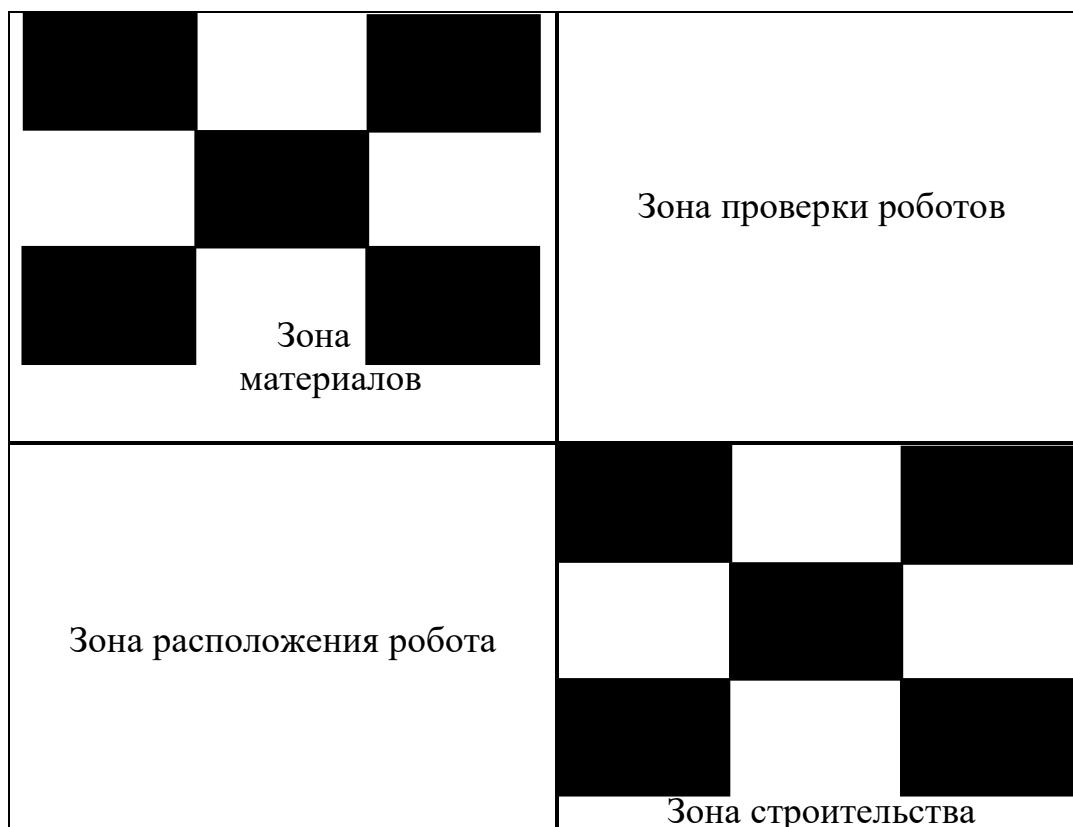 Зона проверки роботов
Зона
материалов
Зона расположения робота
Зона строительства